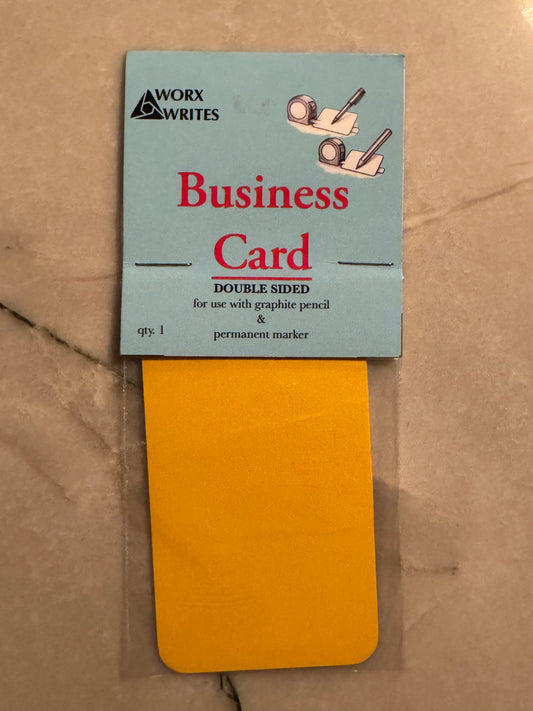 WORX
WRITES
Business
Card
DOUBLE SIDED
for use with graphite pencil
&
qty. 1
permanent marker